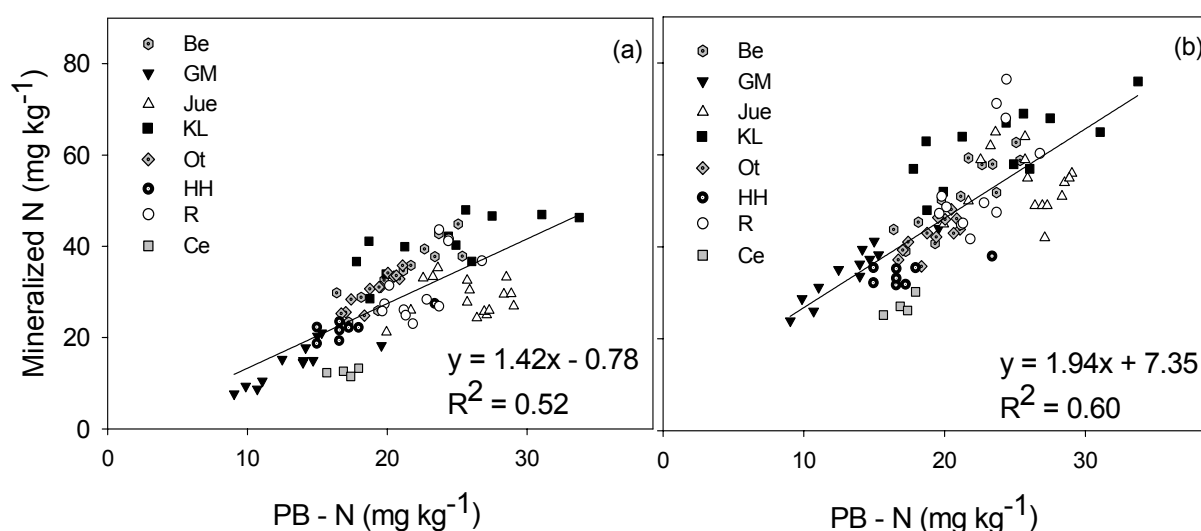 Mineralized N (mg kg⁻¹)
80
60
40
20
0
Be
GM
Jue
KL
Ot
HH
R
Ce
(a)
y = 1.42x - 0.78
R² = 0.52
0 10 20 30
PB - N (mg kg⁻¹)
Be
GM
Jue
KL
Ot
HH
R
Ce
(b)
y = 1.94x + 7.35
R² = 0.60
0 10 20 30
PB - N (mg kg⁻¹)